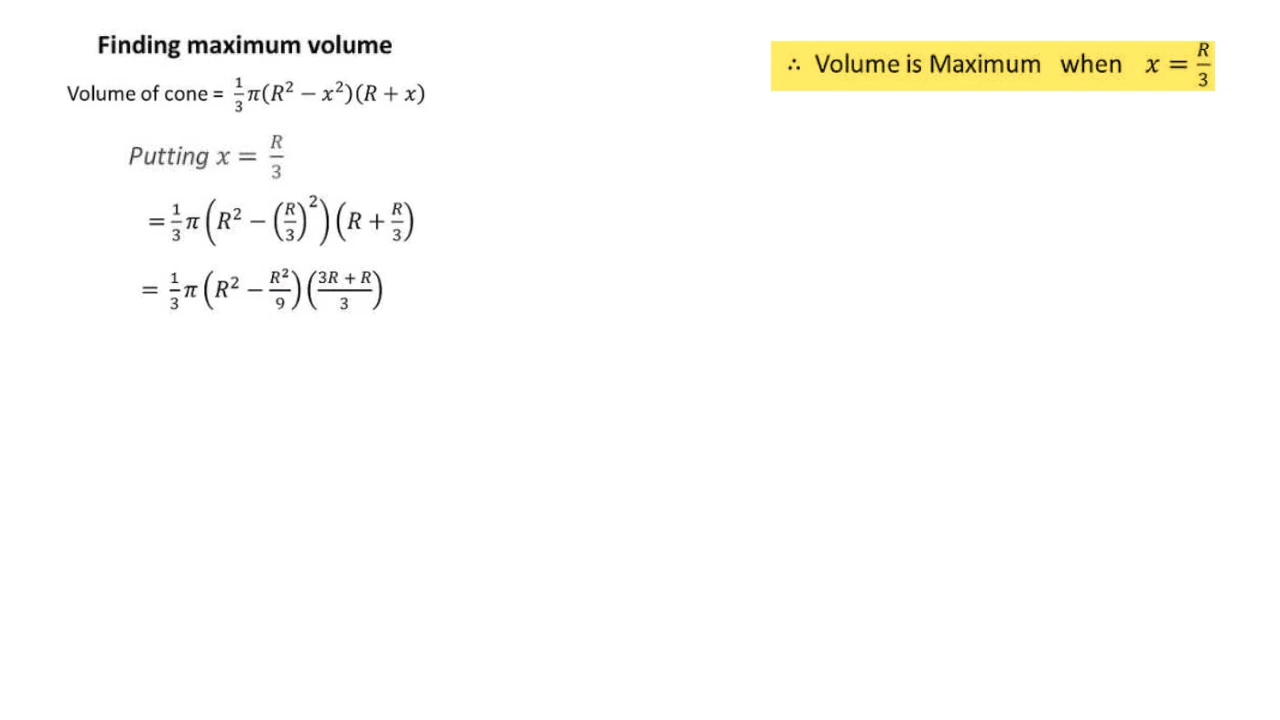 Finding maximum volume
∴ Volume is Maximum when 𝑥 = R/3
Volume of cone = 1/3 π(R² − 𝑥²)(R + 𝑥)
Putting 𝑥 = R/3
= 1/3 π (R² − (R/3)²) (R + R/3)
= 1/3 π (R² − R²/9) ((3R + R)/3)